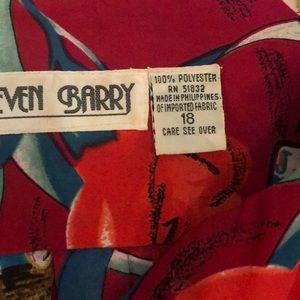 EVEN BARRY
100% POLYESTER
RN 51832
MADE IN PHILIPPINES
OF IMPORTED FABRIC
18
CARE SEE OVER